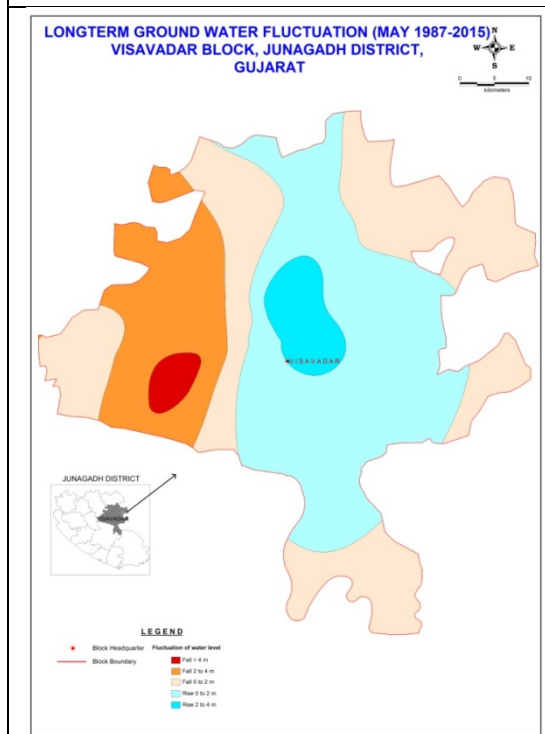 LONGTERM GROUND WATER FLUCTUATION (MAY 1987-2015)
VISAVADAR BLOCK, JUNAGADH DISTRICT,
GUJARAT
N
W E
S
0 5 10
kilometers
VISAVADAR
JUNAGADH DISTRICT
VISAVADAR
LEGEND
Block Headquarter
Block Boundary
Fluctuation of water level
Fall > 4 m
Fall 2 to 4 m
Fall 0 to 2 m
Rise 0 to 2 m
Rise 2 to 4 m